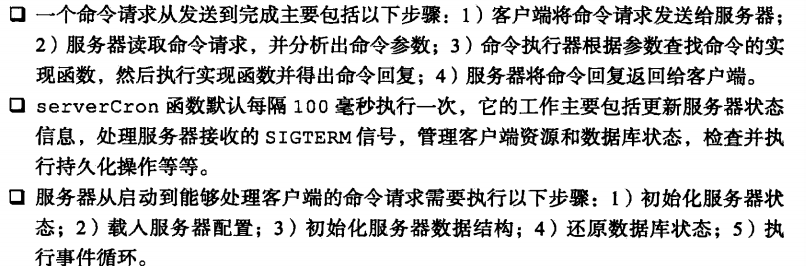 ❑ 一个命令请求从发送到完成主要包括以下步骤：1）客户端将命令请求发送给服务器；
2）服务器读取命令请求，并分析出命令参数；3）命令执行器根据参数查找命令的实
现函数，然后执行实现函数并得出命令回复；4）服务器将命令回复返回给客户端。
❑ serverCron 函数默认每隔 100 毫秒执行一次，它的工作主要包括更新服务器状态
信息，处理服务器接收的 SIGTERM 信号，管理客户端资源和数据库状态，检查并执
行持久化操作等等。
❑ 服务器从启动到能够处理客户端的命令请求需要执行以下步骤：1）初始化服务器状
态；2）载入服务器配置；3）初始化服务器数据结构；4）还原数据库状态；5）执
行事件循环。